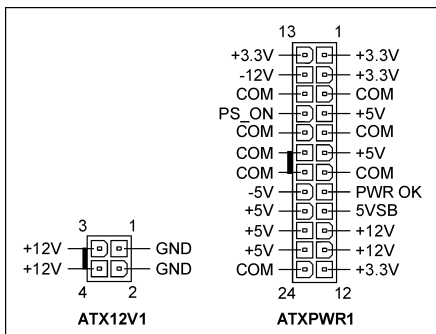 13 1
+3.3V +3.3V
-12V +3.3V
COM COM
PS_ON +5V
COM COM
COM +5V
COM COM
-5V PWR OK
+5V 5VSB
+5V +12V
+5V +12V
COM +3.3V
24 12
ATXPWR1
3 1
+12V GND
+12V GND
4 2
ATX12V1